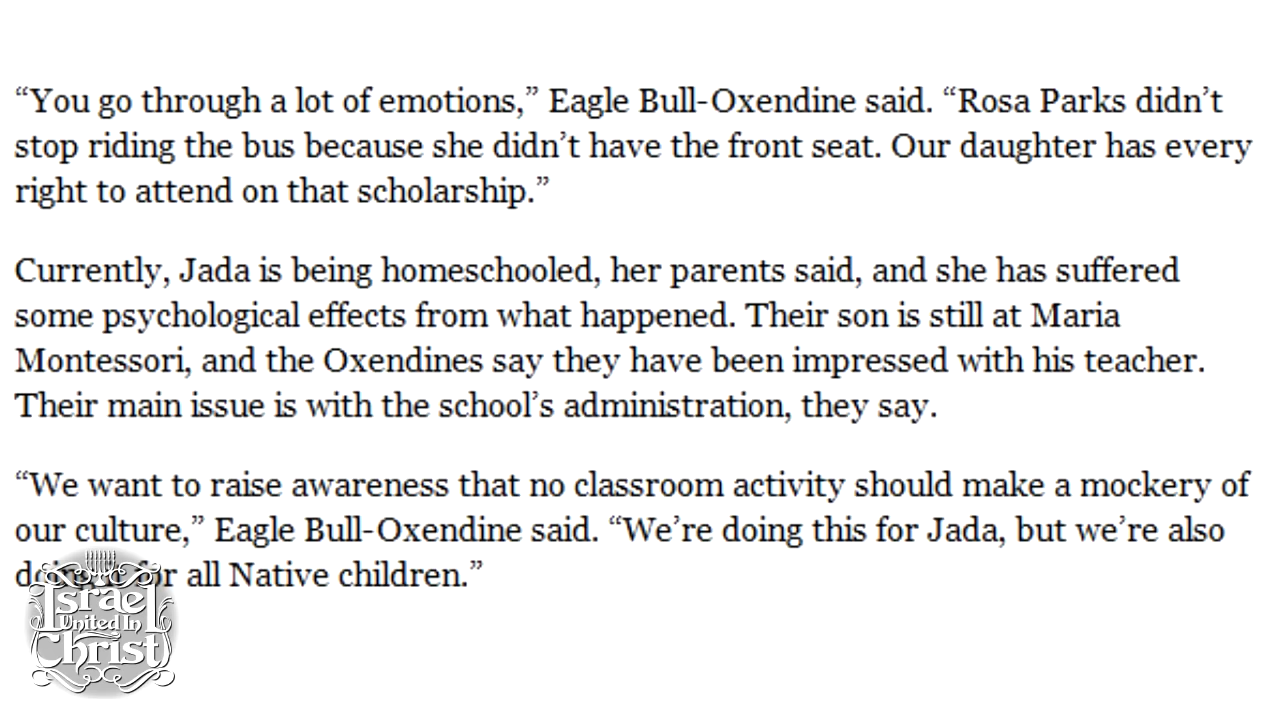 “You go through a lot of emotions,” Eagle Bull-Oxendine said. “Rosa Parks didn’t
stop riding the bus because she didn’t have the front seat. Our daughter has every
right to attend on that scholarship.”
Currently, Jada is being homeschooled, her parents said, and she has suffered
some psychological effects from what happened. Their son is still at Maria
Montessori, and the Oxendines say they have been impressed with his teacher.
Their main issue is with the school’s administration, they say.
“We want to raise awareness that no classroom activity should make a mockery of
our culture,” Eagle Bull-Oxendine said. “We’re doing this for Jada, but we’re also
for all Native children.”
Israel
United In
Christ